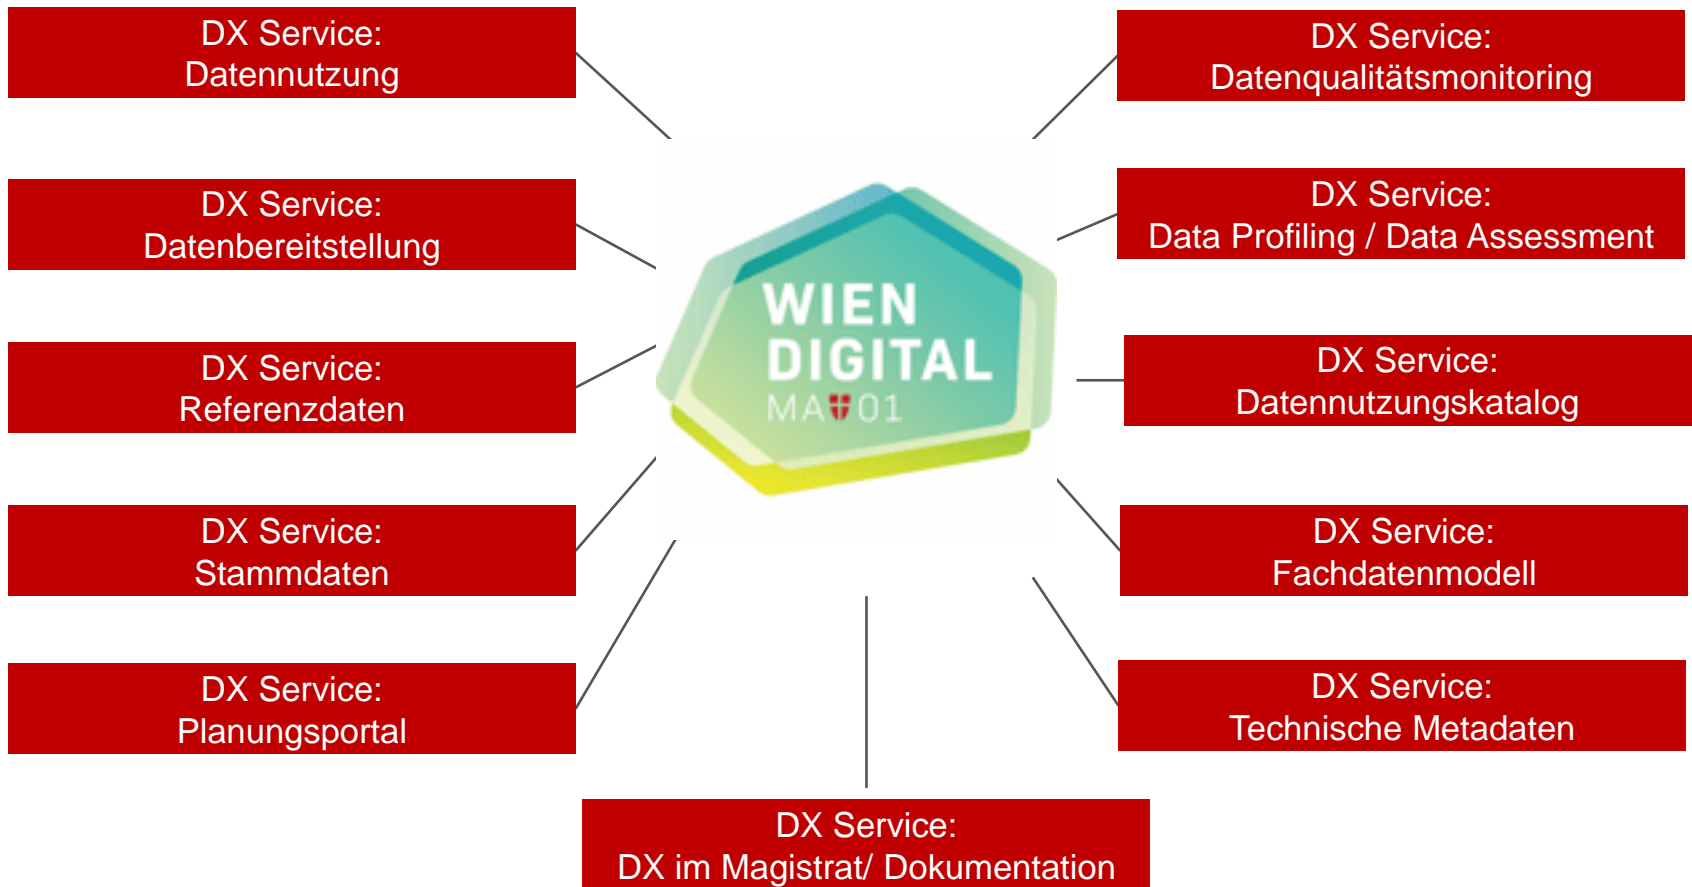 DX Service:
Datennutzung
DX Service:
Datenbereitstellung
DX Service:
Referenzdaten
DX Service:
Stammdaten
DX Service:
Planungsportal
WIEN
DIGITAL
MA 01
DX Service:
Datenqualitätsmonitoring
DX Service:
Data Profiling / Data Assessment
DX Service:
Datennutzungskatalog
DX Service:
Fachdatenmodell
DX Service:
Technische Metadaten
DX Service:
DX im Magistrat/ Dokumentation